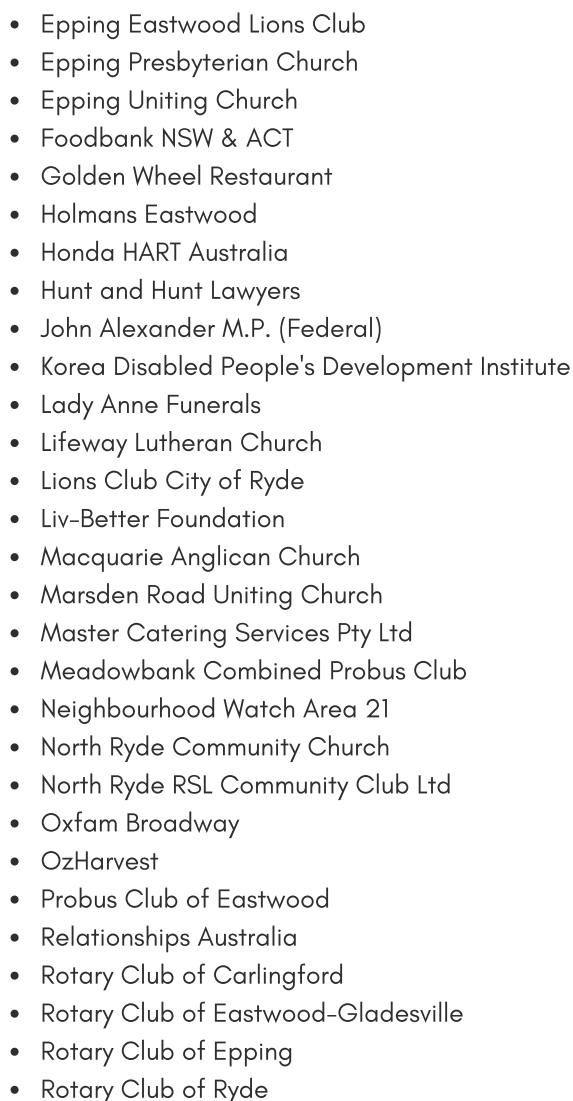 • Epping Eastwood Lions Club
• Epping Presbyterian Church
• Epping Uniting Church
• Foodbank NSW & ACT
• Golden Wheel Restaurant
• Holmans Eastwood
• Honda HART Australia
• Hunt and Hunt Lawyers
• John Alexander M.P. (Federal)
• Korea Disabled People's Development Institute
• Lady Anne Funerals
• Lifeway Lutheran Church
• Lions Club City of Ryde
• Liv-Better Foundation
• Macquarie Anglican Church
• Marsden Road Uniting Church
• Master Catering Services Pty Ltd
• Meadowbank Combined Probus Club
• Neighbourhood Watch Area 21
• North Ryde Community Church
• North Ryde RSL Community Club Ltd
• Oxfam Broadway
• OzHarvest
• Probus Club of Eastwood
• Relationships Australia
• Rotary Club of Carlingford
• Rotary Club of Eastwood-Gladesville
• Rotary Club of Epping
• Rotary Club of Ryde